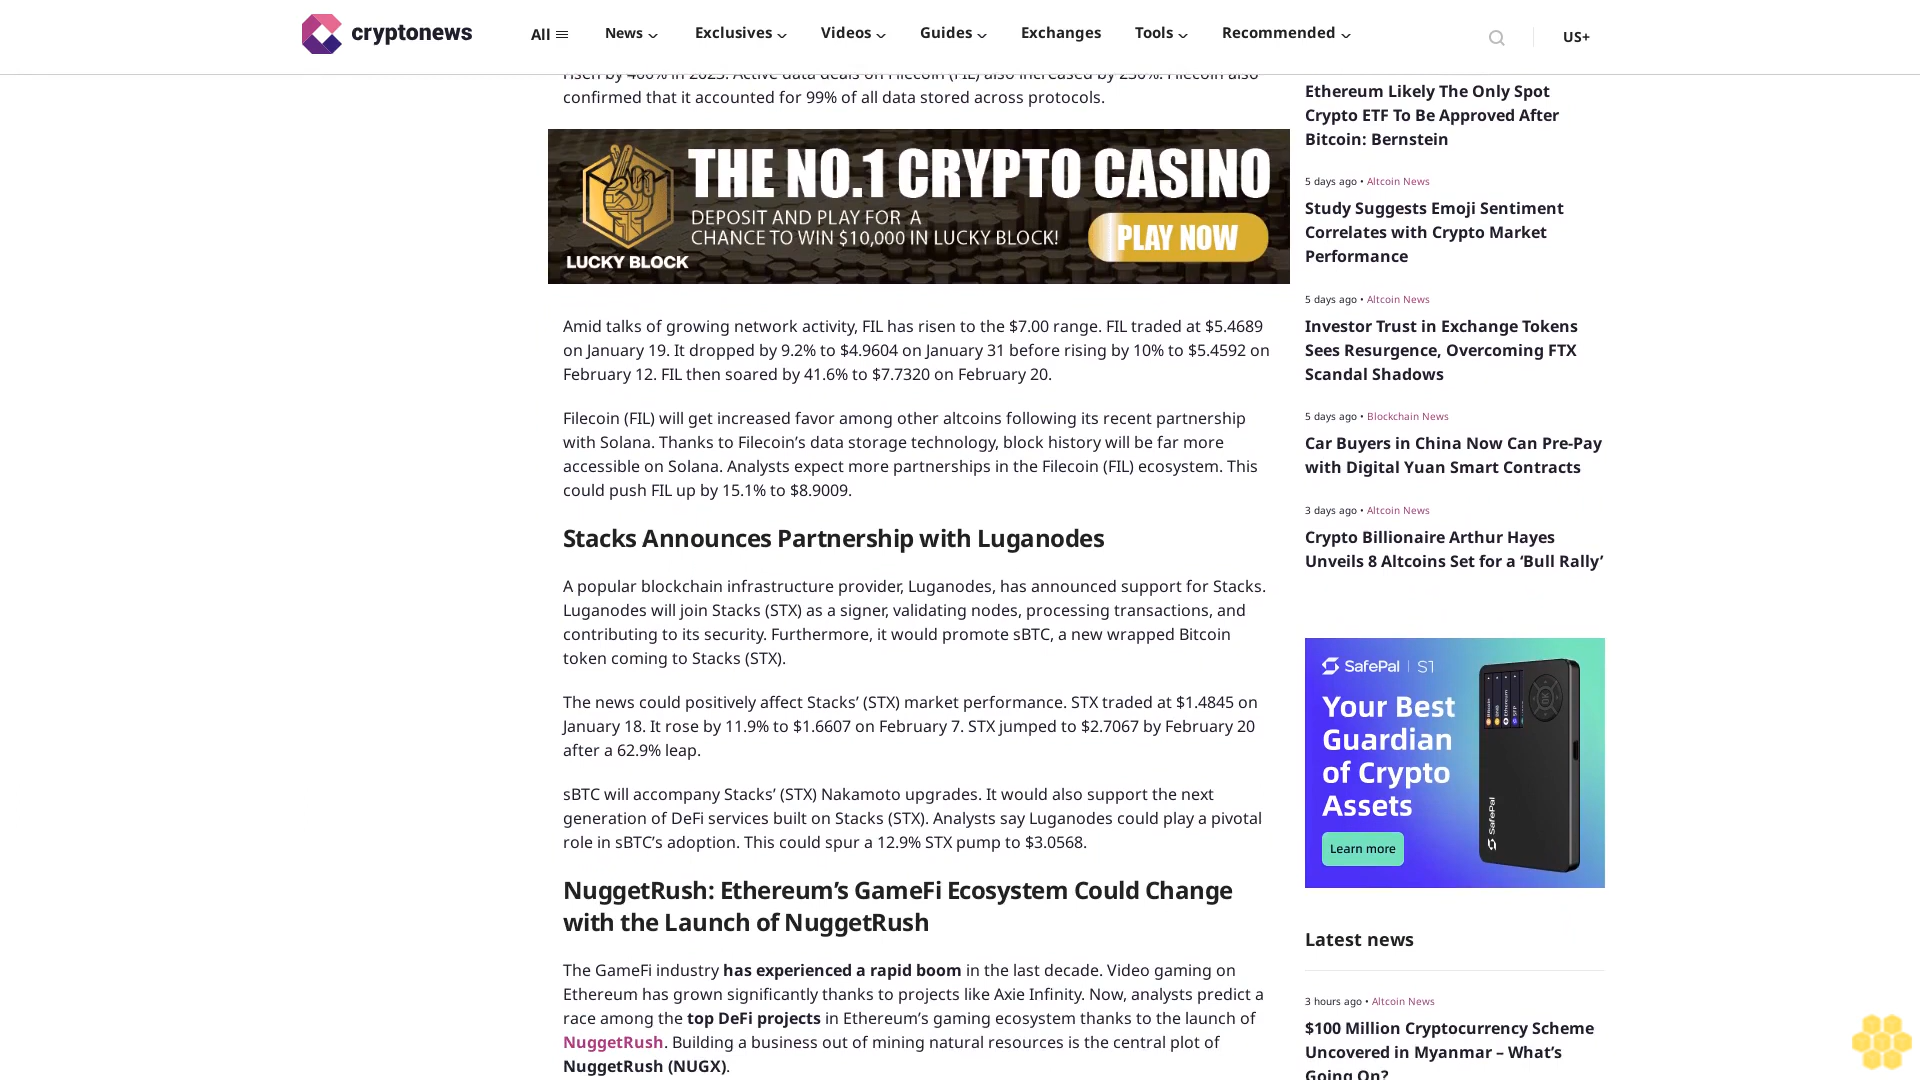 cryptonews
All
News
Exclusives
Videos
Guides
Exchanges
Tools
Recommended
US+
risen by 400% in 2023. Active data deals on Filecoin (FIL) also increased by 230%. Filecoin also
confirmed that it accounted for 99% of all data stored across protocols.
THE NO.1 CRYPTO CASINO
DEPOSIT AND PLAY FOR A
CHANCE TO WIN $10,000 IN LUCKY BLOCK!
PLAY NOW
LUCKY BLOCK
Amid talks of growing network activity, FIL has risen to the $7.00 range. FIL traded at $5.4689
on January 19. It dropped by 9.2% to $4.9604 on January 31 before rising by 10% to $5.4592 on
February 12. FIL then soared by 41.6% to $7.7320 on February 20.
Filecoin (FIL) will get increased favor among other altcoins following its recent partnership
with Solana. Thanks to Filecoin’s data storage technology, block history will be far more
accessible on Solana. Analysts expect more partnerships in the Filecoin (FIL) ecosystem. This
could push FIL up by 15.1% to $8.9009.
Stacks Announces Partnership with Luganodes
A popular blockchain infrastructure provider, Luganodes, has announced support for Stacks.
Luganodes will join Stacks (STX) as a signer, validating nodes, processing transactions, and
contributing to its security. Furthermore, it would promote sBTC, a new wrapped Bitcoin
token coming to Stacks (STX).
The news could positively affect Stacks’ (STX) market performance. STX traded at $1.4845 on
January 18. It rose by 11.9% to $1.6607 on February 7. STX jumped to $2.7067 by February 20
after a 62.9% leap.
sBTC will accompany Stacks’ (STX) Nakamoto upgrades. It would also support the next
generation of DeFi services built on Stacks (STX). Analysts say Luganodes could play a pivotal
role in sBTC’s adoption. This could spur a 12.9% STX pump to $3.0568.
NuggetRush: Ethereum’s GameFi Ecosystem Could Change
with the Launch of NuggetRush
The GameFi industry has experienced a rapid boom in the last decade. Video gaming on
Ethereum has grown significantly thanks to projects like Axie Infinity. Now, analysts predict a
race among the top DeFi projects in Ethereum’s gaming ecosystem thanks to the launch of
NuggetRush. Building a business out of mining natural resources is the central plot of
NuggetRush (NUGX).
Ethereum Likely The Only Spot
Crypto ETF To Be Approved After
Bitcoin: Bernstein
5 days ago • Altcoin News
Study Suggests Emoji Sentiment
Correlates with Crypto Market
Performance
5 days ago • Altcoin News
Investor Trust in Exchange Tokens
Sees Resurgence, Overcoming FTX
Scandal Shadows
5 days ago • Blockchain News
Car Buyers in China Now Can Pre-Pay
with Digital Yuan Smart Contracts
3 days ago • Altcoin News
Crypto Billionaire Arthur Hayes
Unveils 8 Altcoins Set for a ‘Bull Rally’
SafePal | S1
Your Best
Guardian
of Crypto
Assets
Learn more
SafePal
OK
Latest news
3 hours ago • Altcoin News
$100 Million Cryptocurrency Scheme
Uncovered in Myanmar – What’s
Going On?